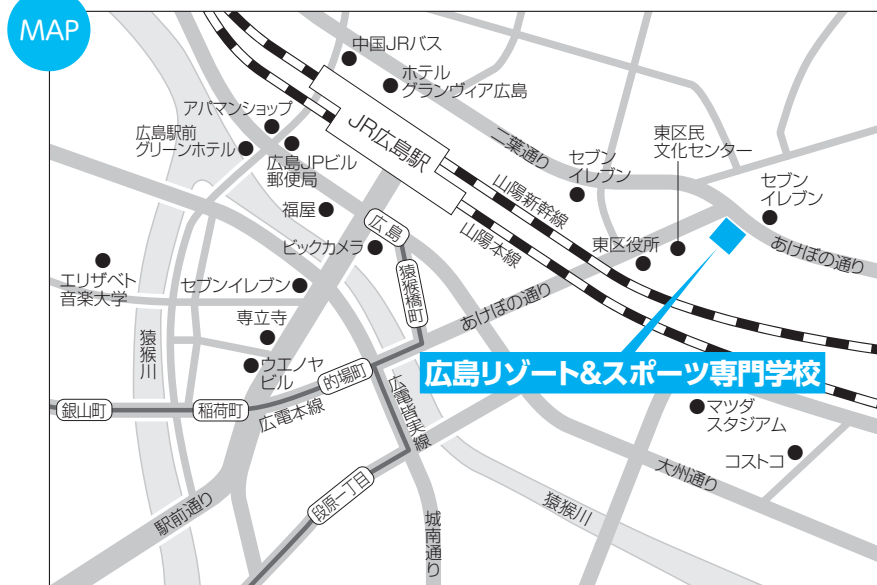 MAP
中国JRバス
ホテル
グランヴィア広島
アパマンショップ
広島駅前
グリーンホテル
広島JPビル
郵便局
JR広島駅
二葉通り
東区民
文化センター
セブン
イレブン
セブン
イレブン
山陽新幹線
山陽本線
福屋
広島
ビックカメラ
東区役所
あけぼの通り
エリザベト
音楽大学
セブンイレブン
猿猴橋町
あけぼの通り
専立寺
猿猴川
ウエノヤ
ビル
的場町
広島リゾート&スポーツ専門学校
銀山町
稲荷町
広電本線
広電皆実線
マツダ
スタジアム
コストコ
大州通り
段原一丁目
駅前通り
城南通り
猿猴川